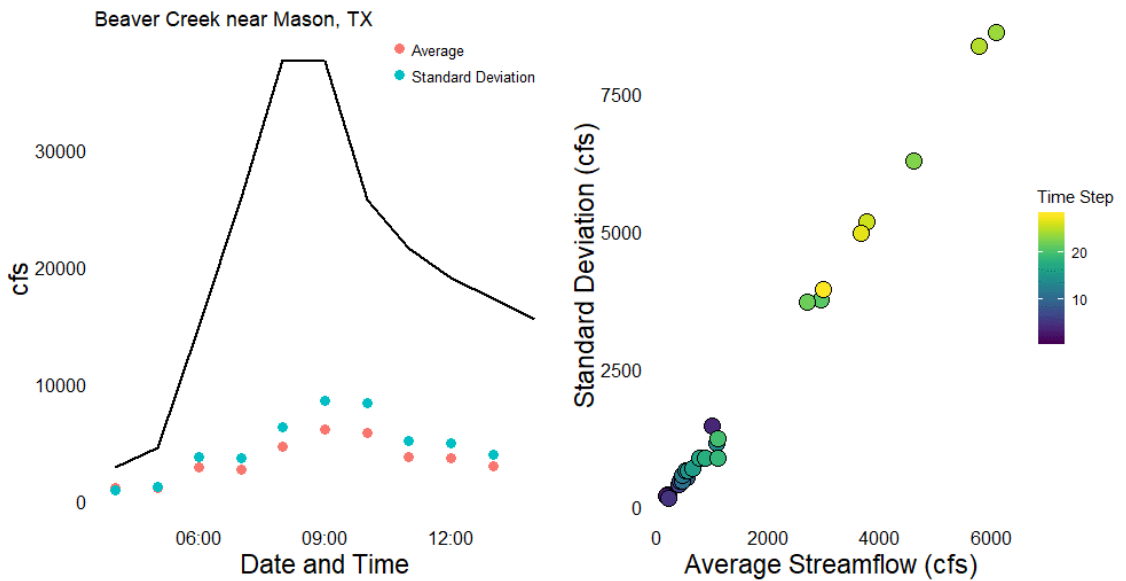 Beaver Creek near Mason, TX
Average
Standard Deviation
cfs
30000
20000
10000
0
06:00 09:00 12:00
Date and Time
Standard Deviation (cfs)
7500
5000
2500
0
0 2000 4000 6000
Average Streamflow (cfs)
Time Step
20
10